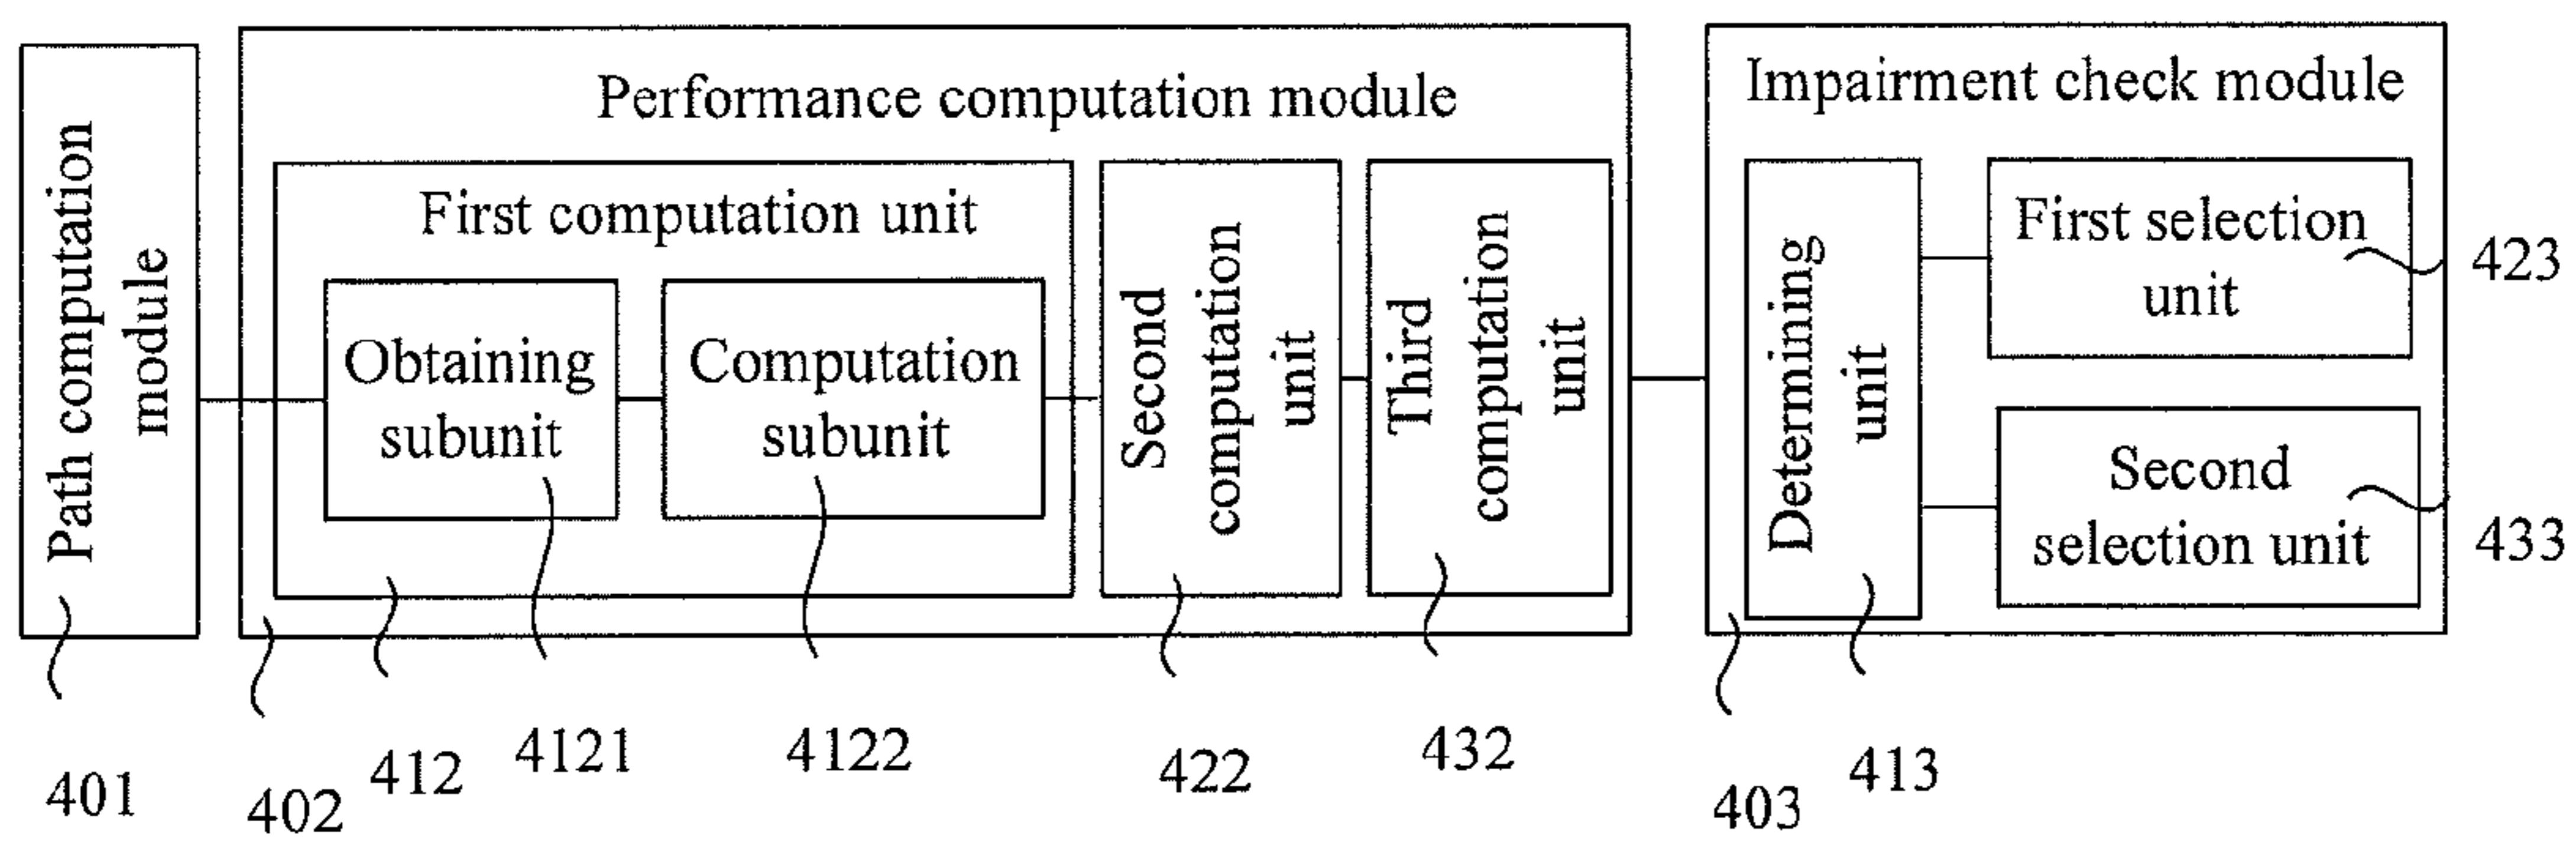 Path computation
module
Performance computation module
First computation unit
Obtaining
subunit
Computation
subunit
Second
computation
unit
Third
computation
unit
Impairment check module
Determining
unit
First selection
unit
Second
selection unit
423
433
401
402
412
4121
4122
422
432
403
413